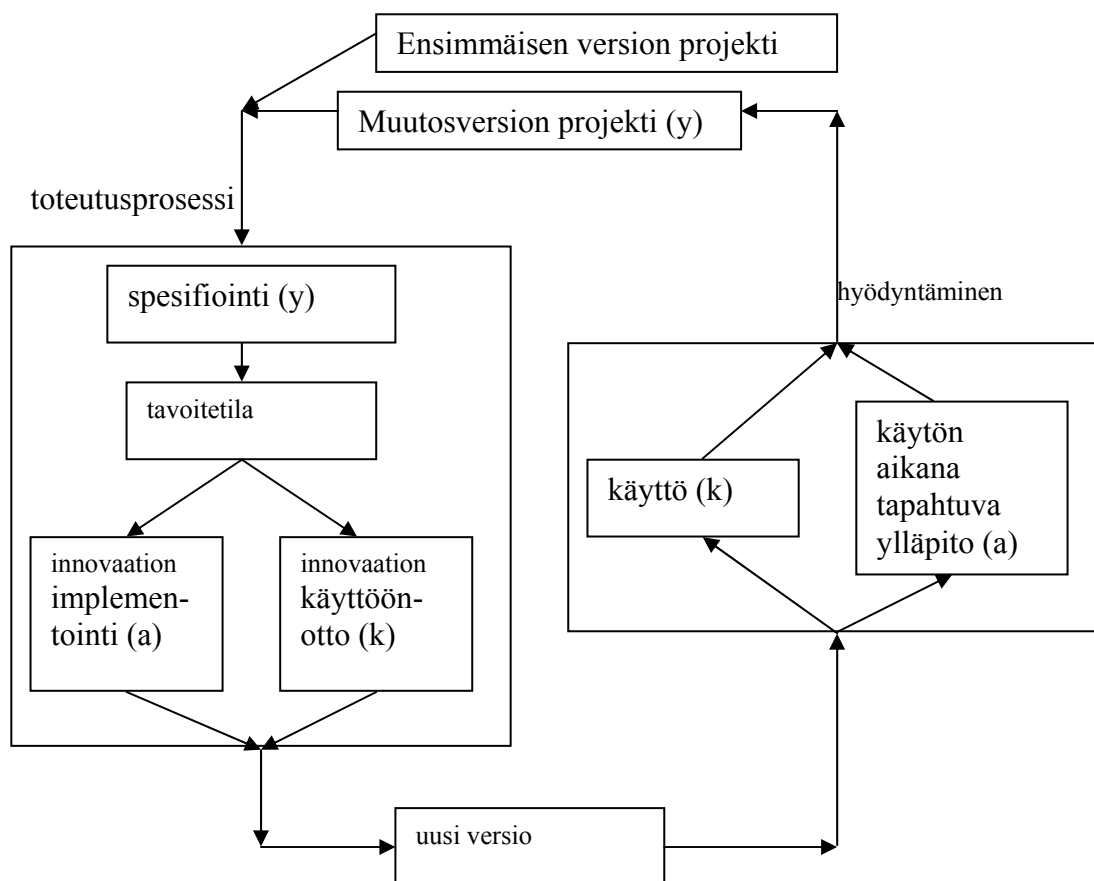 Ensimmäisen version projekti
Muutosversion projekti (y)
toteutusprosessi
spesifiointi (y)
tavoitetila
innovaation
implemen-
tointi (a)
innovaation
käyttöön-
otto (k)
hyödyntäminen
käyttö (k)
käytön
aikana
tapahtuva
ylläpito (a)
uusi versio